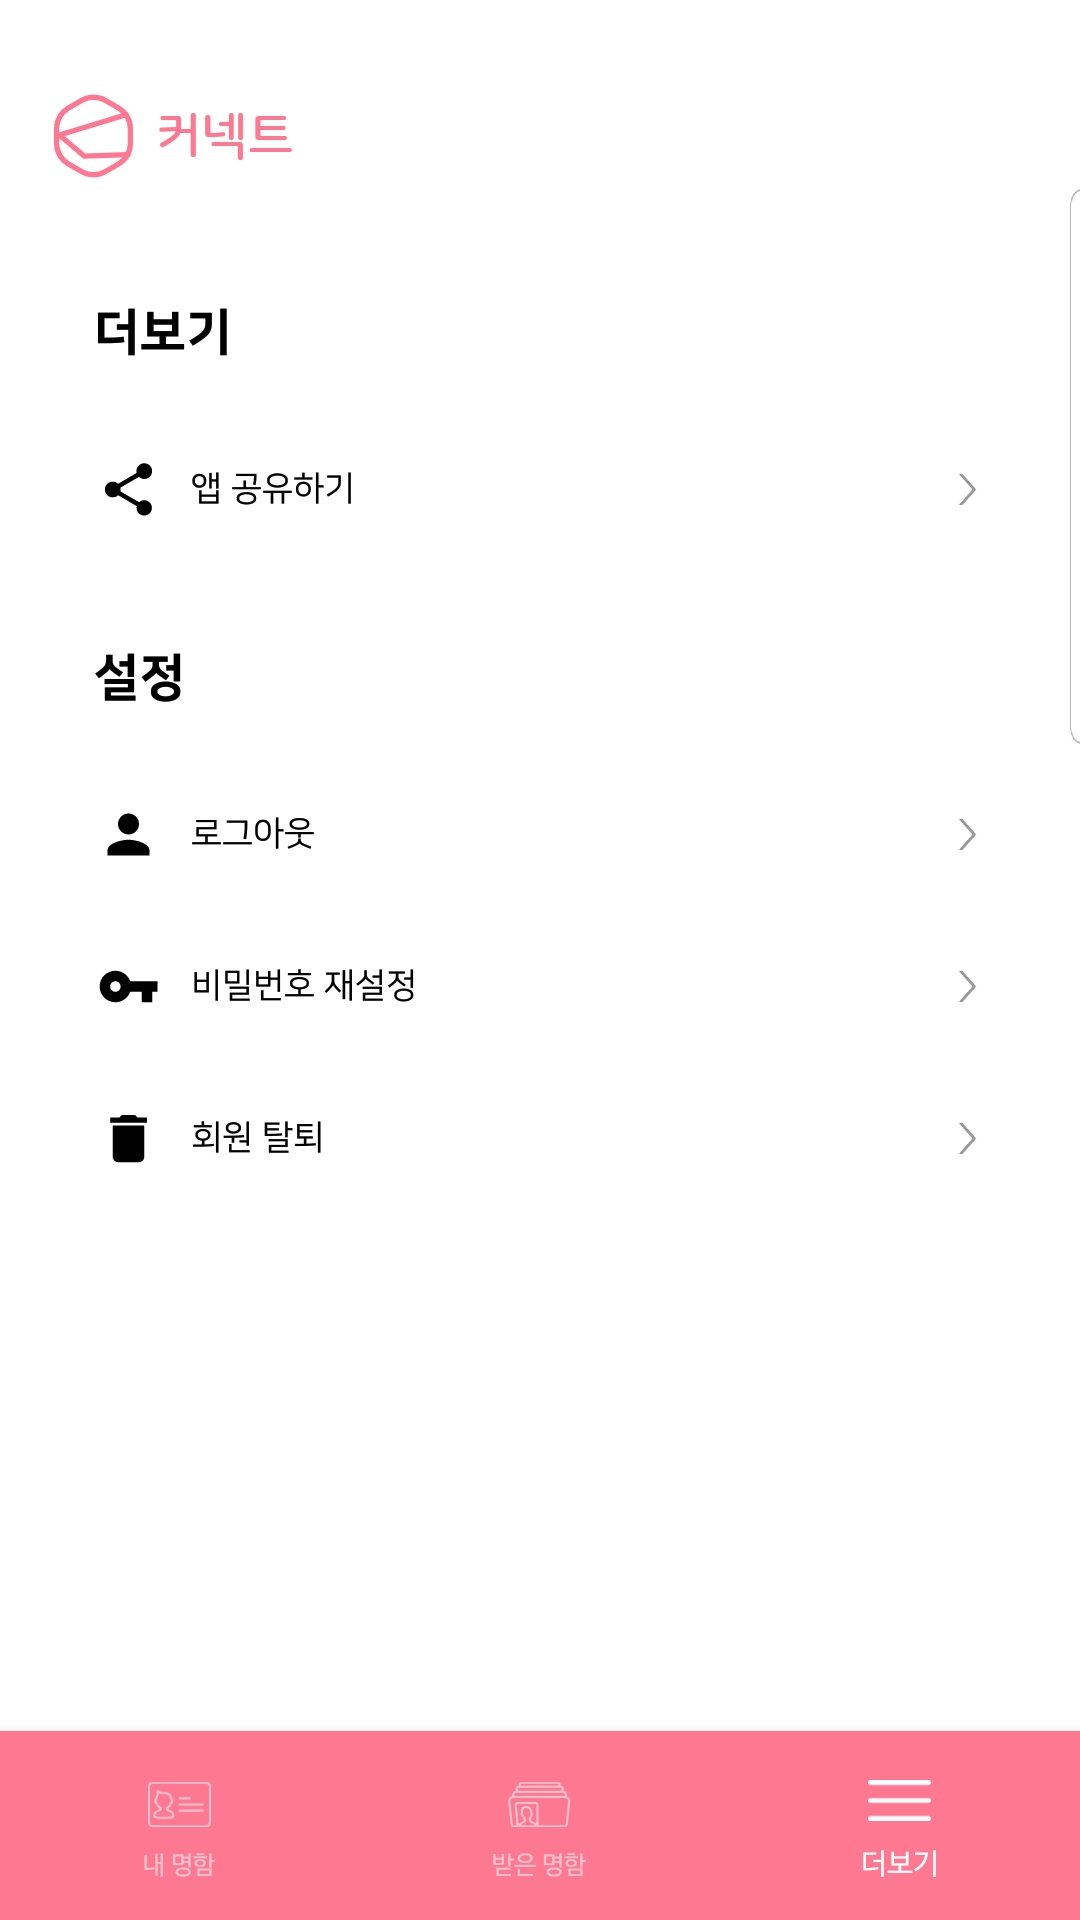 커넥트
더보기
앱 공유하기
설정
로그아웃
비밀번호 재설정
회원 탈퇴
내 명함
받은 명함
더보기